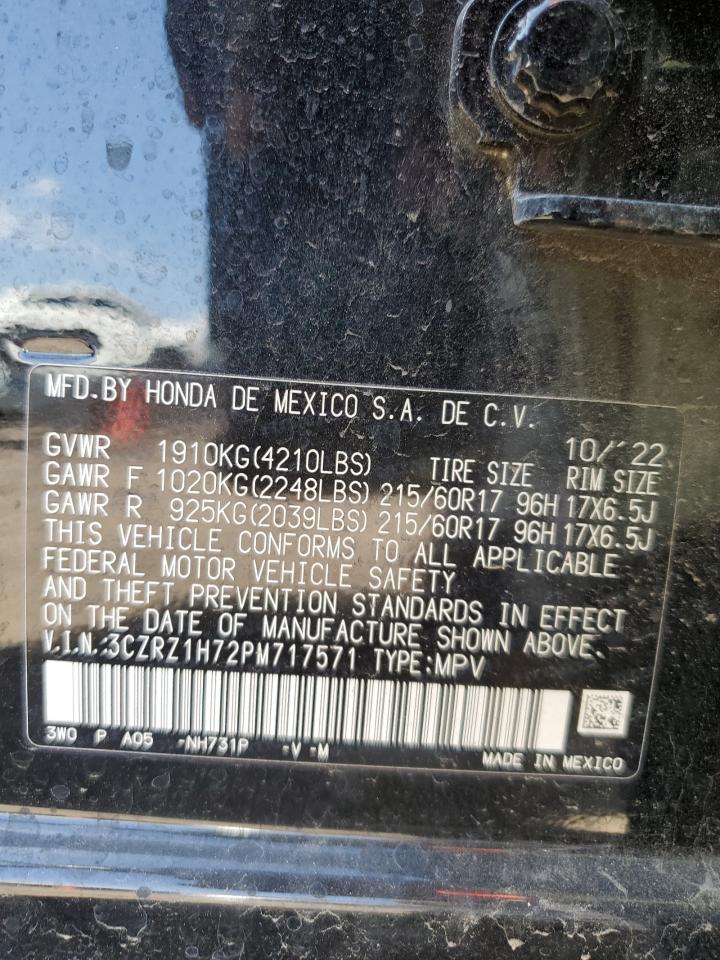 MFD.BY HONDA DE MEXICO S.A. DE C.V.
10/'22
GVWR 1910KG(4210LBS) TIRE SIZE RIM SIZE
GAWR F 1020KG(2248LBS) 215/60R17 96H 17X6.5J
GAWR R 925KG(2039LBS) 215/60R17 96H 17X6.5J
THIS VEHICLE CONFORMS TO ALL APPLICABLE
FEDERAL MOTOR VEHICLE SAFETY
AND THEFT PREVENTION STANDARDS IN EFFECT
ON THE DATE OF MANUFACTURE SHOWN ABOVE.
V.I.N.:3CZRZ1H72PM717571 TYPE:MPV
3W0 P A05 -NH731P -V -M
MADE IN MEXICO